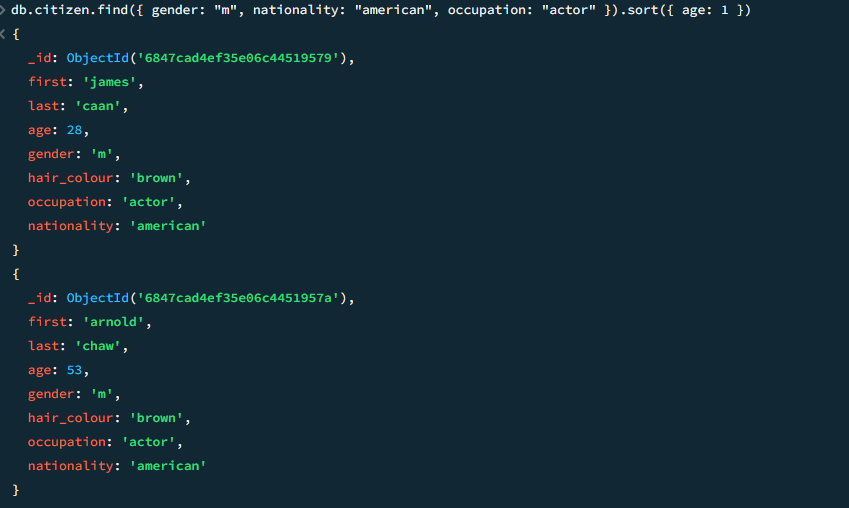 > db.citizen.find({ gender: "m", nationality: "american", occupation: "actor" }).sort({ age: 1 })
< {
_id: ObjectId('6847cad4ef35e06c44519579'),
first: 'james',
last: 'caan',
age: 28,
gender: 'm',
hair_colour: 'brown',
occupation: 'actor',
nationality: 'american'
}
{
_id: ObjectId('6847cad4ef35e06c4451957a'),
first: 'arnold',
last: 'chaw',
age: 53,
gender: 'm',
hair_colour: 'brown',
occupation: 'actor',
nationality: 'american'
}